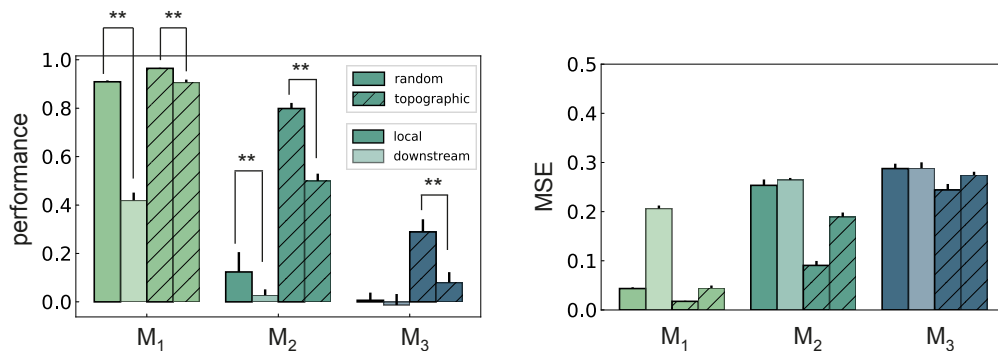 ** **
1.0
0.8
0.6
0.4
0.2
0.0
performance
**
**
**
random
topographic
local
downstream
M₁ M₂ M₃
0.5
0.4
0.3
0.2
0.1
0.0
MSE
M₁ M₂ M₃